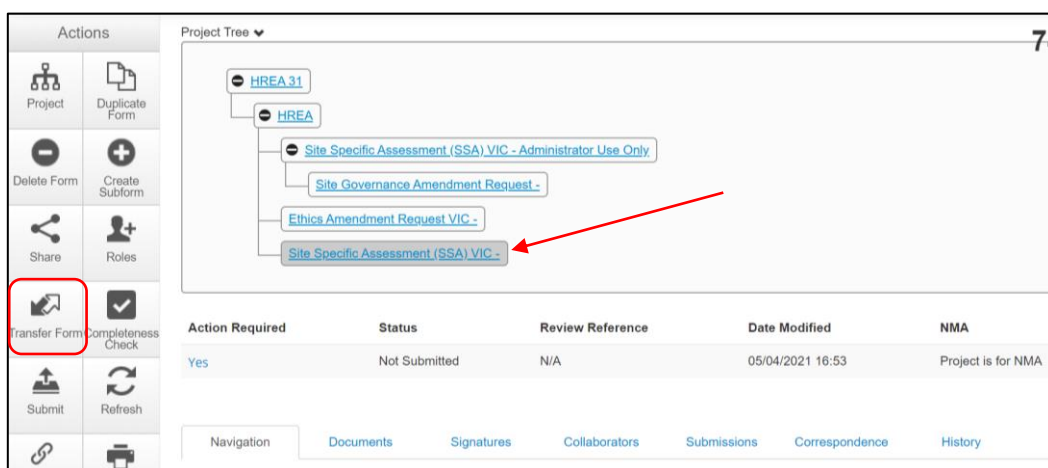 Actions
Project
Duplicate
Form
Delete Form
Create
Subform
Share
Roles
Transfer Form
Completeness
Check
Submit
Refresh
Project Tree
HREA 31
HREA
Site Specific Assessment (SSA) VIC - Administrator Use Only
Site Governance Amendment Request -
Ethics Amendment Request VIC -
Site Specific Assessment (SSA) VIC -
Action Required Status Review Reference Date Modified NMA
Yes Not Submitted N/A 05/04/2021 16:53 Project is for NMA
Navigation Documents Signatures Collaborators Submissions Correspondence History